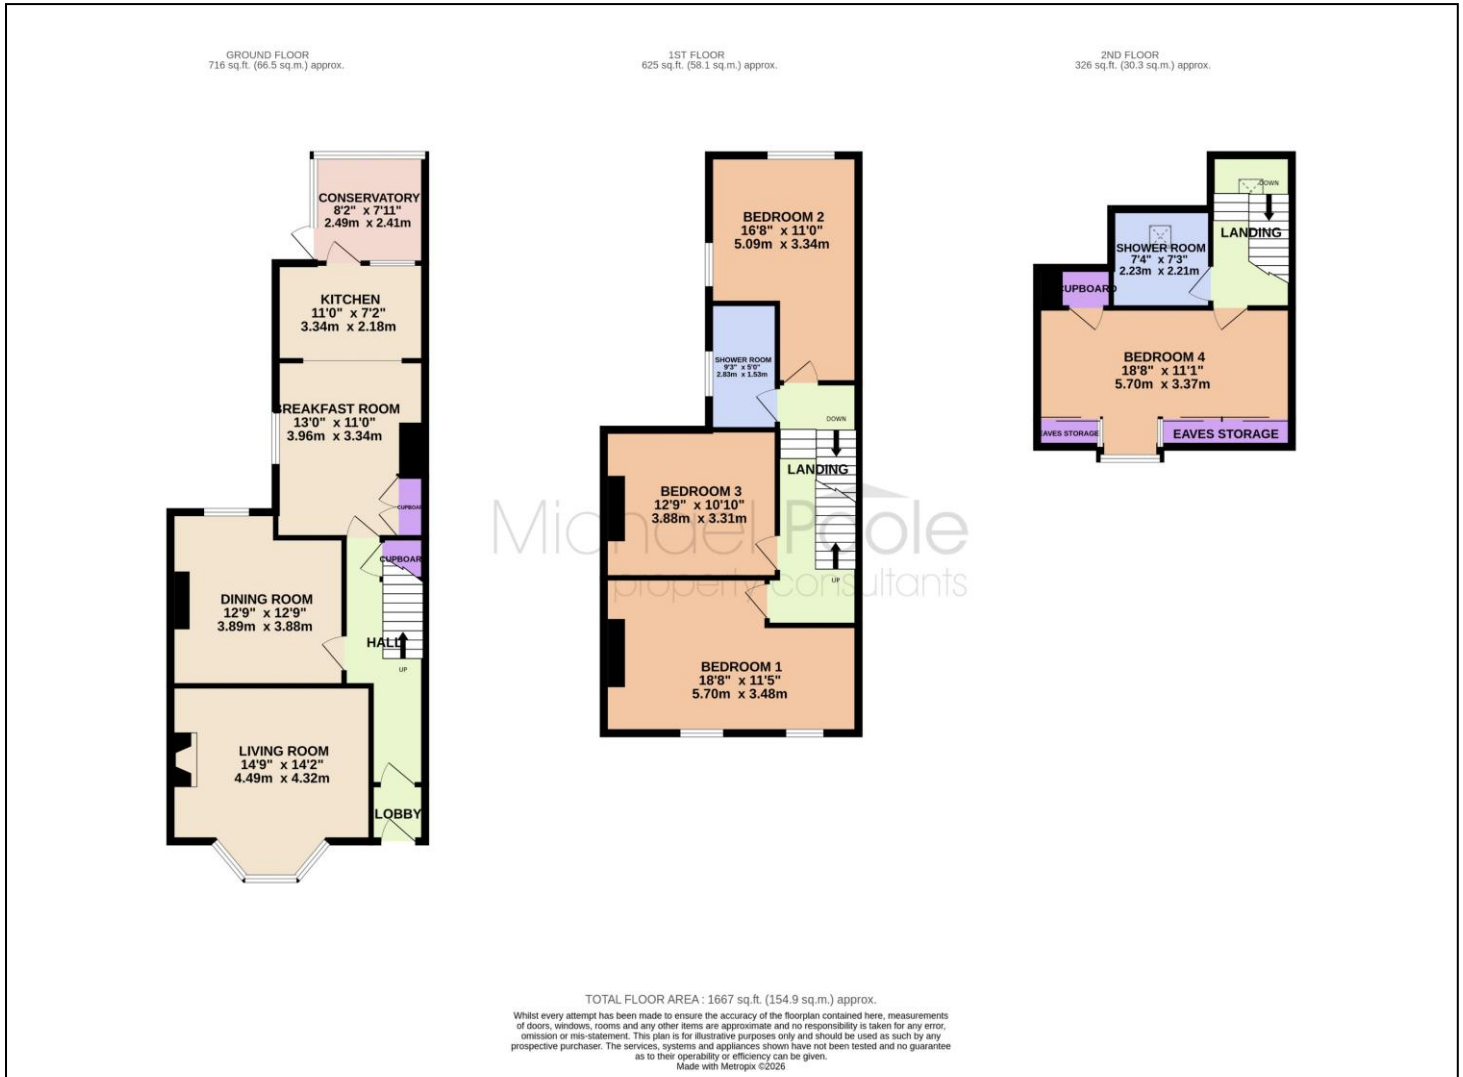 GROUND FLOOR
716 sq.ft. (66.5 sq.m.) approx.
CONSERVATORY
8'2" x 7'11"
2.49m x 2.41m
KITCHEN
11'0" x 7'2"
3.34m x 2.18m
BREAKFAST ROOM
13'0" x 11'0"
3.96m x 3.34m
CUPBOARD
CUPBOARD
DINING ROOM
12'9" x 12'9"
3.89m x 3.88m
HALL
UP
LIVING ROOM
14'9" x 14'2"
4.49m x 4.32m
LOBBY
1ST FLOOR
625 sq.ft. (58.1 sq.m.) approx.
BEDROOM 2
16'8" x 11'0"
5.09m x 3.34m
SHOWER ROOM
9'3" x 5'0"
2.83m x 1.53m
DOWN
LANDING
BEDROOM 3
12'9" x 10'10"
3.88m x 3.31m
UP
BEDROOM 1
18'8" x 11'5"
5.70m x 3.48m
Michael Poole
property consultants
2ND FLOOR
326 sq.ft. (30.3 sq.m.) approx.
DOWN
LANDING
SHOWER ROOM
7'4" x 7'3"
2.23m x 2.21m
CUPBOARD
BEDROOM 4
18'8" x 11'1"
5.70m x 3.37m
EAVES STORAGE
EAVES STORAGE
TOTAL FLOOR AREA : 1667 sq.ft. (154.9 sq.m.) approx.
Whilst every attempt has been made to ensure the accuracy of the floorplan contained here, measurements
of doors, windows, rooms and any other items are approximate and no responsibility is taken for any error,
omission or mis-statement. This plan is for illustrative purposes only and should be used as such by any
prospective purchaser. The services, systems and appliances shown have not been tested and no guarantee
as to their operability or efficiency can be given.
Made with Metropix ©2026